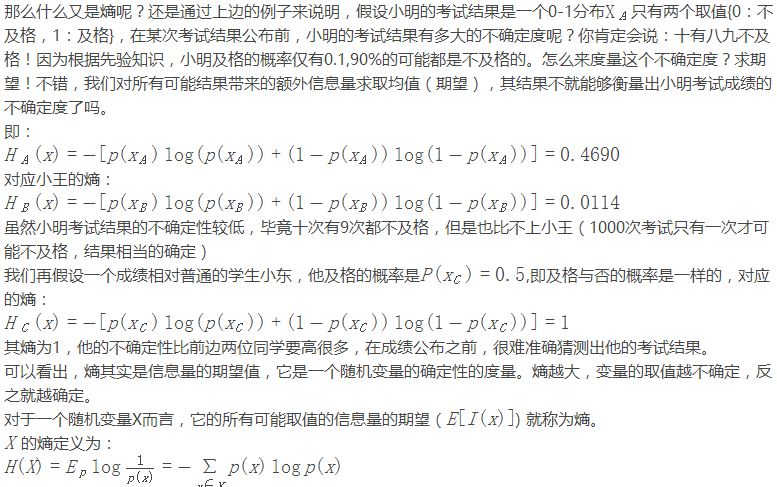 那么什么又是熵呢？还是通过上边的例子来说明，假设小明的考试结果是一个0-1分布X_A只有两个取值{0：不
及格，1：及格}，在某次考试结果公布前，小明的考试结果有多大的不确定度呢？你肯定会说：十有八九不及
格！因为根据先验知识，小明及格的概率仅有0.1,90%的可能都是不及格的。怎么来度量这个不确定度？求期
望！不错，我们对所有可能结果带来的额外信息量求取均值（期望），其结果不就能够衡量出小明考试成绩的
不确定度了吗。
即：
H_A(x) = −[p(x_A) log(p(x_A)) + (1 − p(x_A)) log(1 − p(x_A))] = 0.4690
对应小王的熵：
H_B(x) = −[p(x_B) log(p(x_B)) + (1 − p(x_B)) log(1 − p(x_B))] = 0.0114
虽然小明考试结果的不确定性较低，毕竟十次有9次都不及格，但是也比不上小王（1000次考试只有一次才可
能不及格，结果相当的确定）
我们再假设一个成绩相对普通的学生小东，他及格的概率是P(x_C) = 0.5,即及格与否的概率是一样的，对应
的熵：
H_C(x) = −[p(x_C) log(p(x_C)) + (1 − p(x_C)) log(1 − p(x_C))] = 1
其熵为1，他的不确定性比前边两位同学要高很多，在成绩公布之前，很难准确猜测出他的考试结果。
可以看出，熵其实是信息量的期望值，它是一个随机变量的确定性的度量。熵越大，变量的取值越不确定，反
之就越确定。
对于一个随机变量X而言，它的所有可能取值的信息量的期望（E[I(x)]）就称为熵。
X 的熵定义为：
H(X) = E_p log 1/p(x) = − ∑_{x∈X} p(x) log p(x)